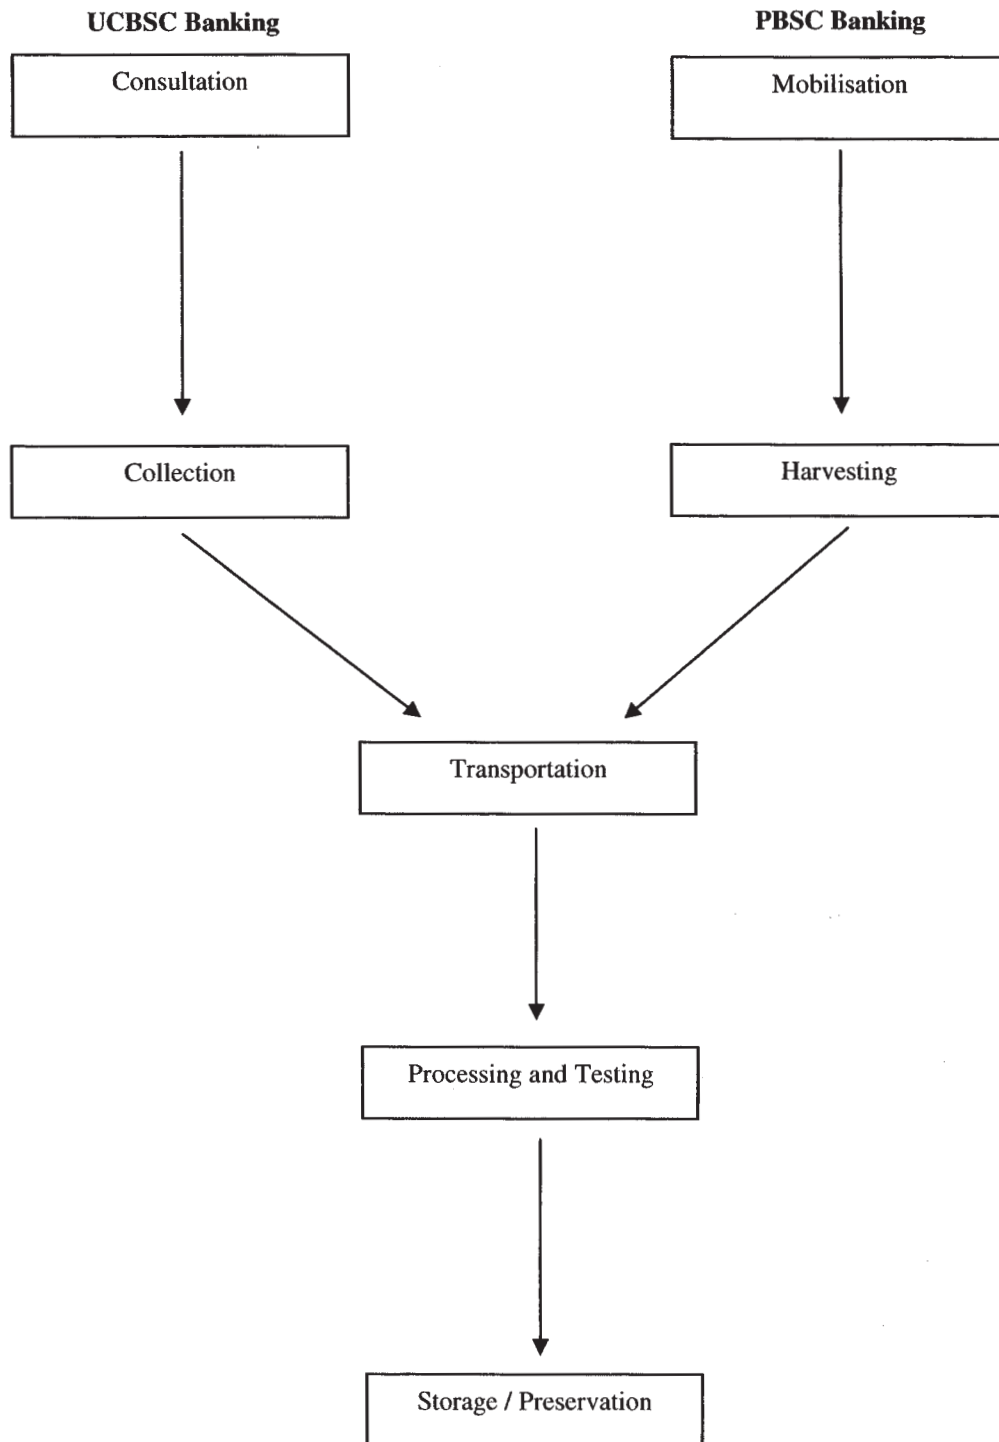 UCBSC Banking
PBSC Banking
Consultation
Mobilisation
Collection
Harvesting
Transportation
Processing and Testing
Storage / Preservation